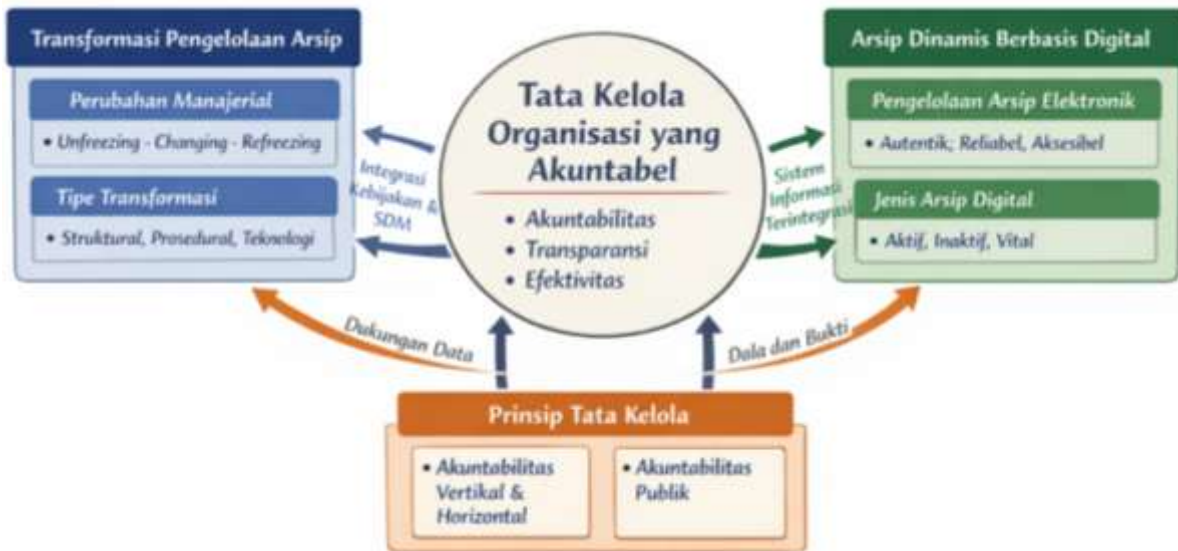 Transformasi Pengelolaan Arsip
Perubahan Manajerial
• Unfreezing - Changing - Refreezing
Tipe Transformasi
• Struktural, Prosedural, Teknologi
Integrasi
Kebijakan &
SDM
Tata Kelola
Organisasi yang
Akuntabel
• Akuntabilitas
• Transparansi
• Efektivitas
Sistem
Informasi
Terintegrasi
Arsip Dinamis Berbasis Digital
Pengelolaan Arsip Elektronik
• Autentik; Reliabel, Aksesibel
Jenis Arsip Digital
• Aktif, Inaktif, Vital
Dukungan Data
Dala dan Bukti
Prinsip Tata Kelola
• Akuntabilitas
Vertikal &
Horizontal
• Akuntabilitas
Publik